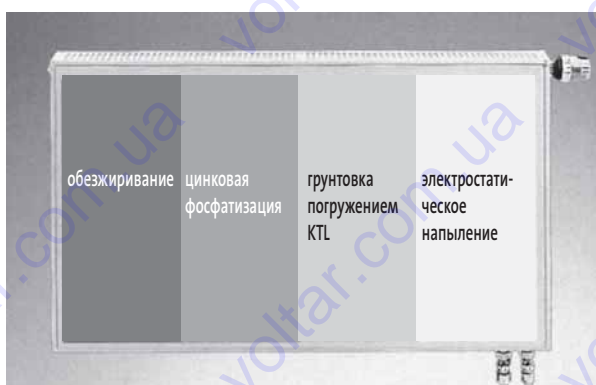 обезжиривание
цинковая
фосфатизация
грунтовка
погружением
KTL
электростати-
ческое
напыление
voltar.com.ua